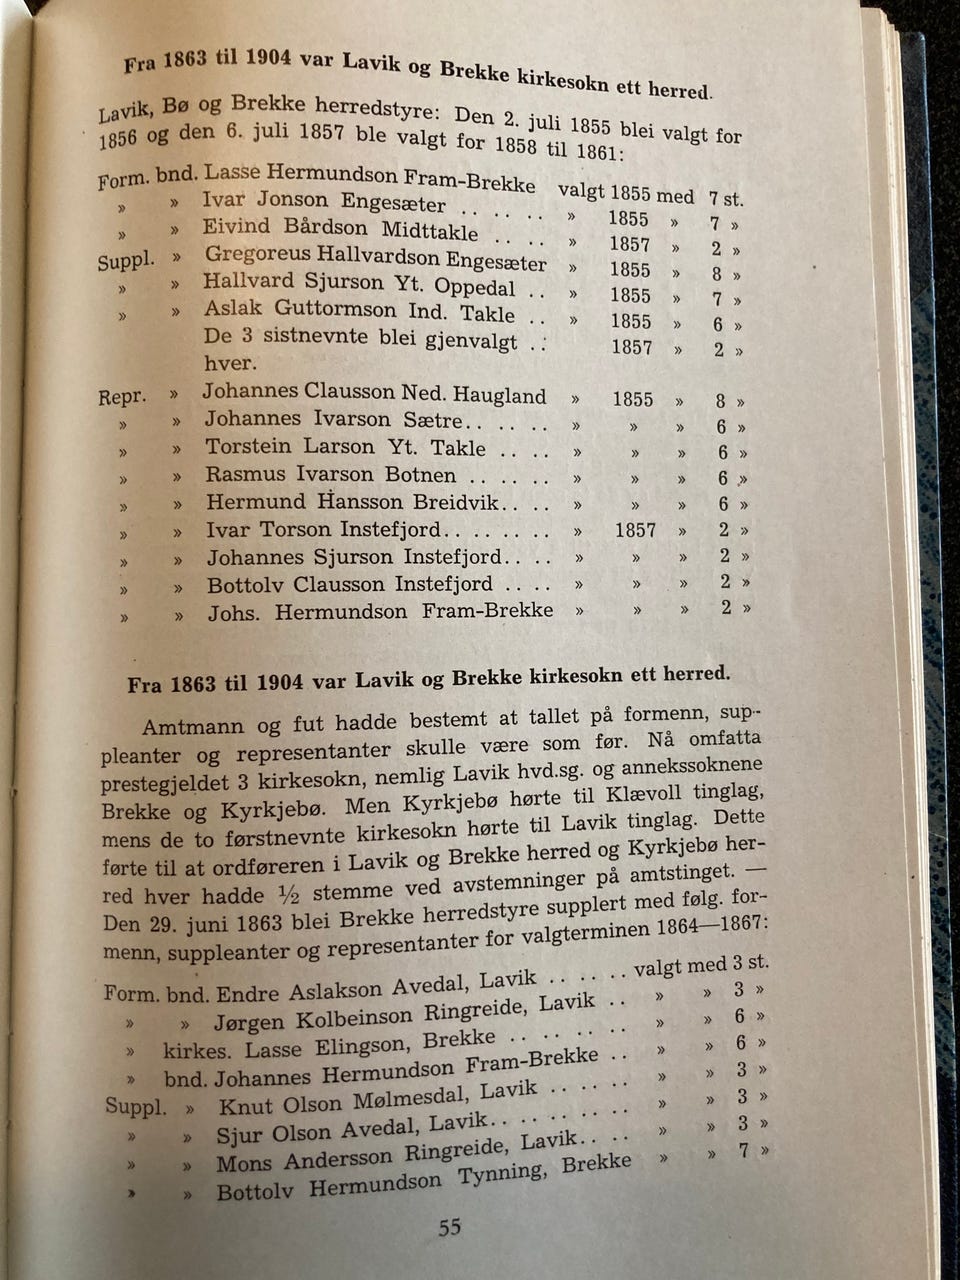 Fra 1863 til 1904 var Lavik og Brekke kirkesokn ett herred.
Lavik, Bø og Brekke herredstyre: Den 2. juli 1855 blei valgt for
1856 og den 6. juli 1857 ble valgt for 1858 til 1861:
Form. bnd. Lasse Hermundson Fram-Brekke valgt 1855 med 7 st.
» » Ivar Jonson Engesæter . . . . . . » 1855 » 7 »
» » Eivind Bårdson Midttakle . . . . » 1857 » 2 »
Suppl. » Gregoreus Hallvardson Engesæter » 1855 » 8 »
» » Hallvard Sjurson Yt. Oppedal . . » 1855 » 7 »
» » Aslak Guttormson Ind. Takle . . » 1855 » 6 »
De 3 sistnevnte blei gjenvalgt . : 1857 » 2 »
hver.
Repr. » Johannes Clausson Ned. Haugland » 1855 » 8 »
» » Johannes Ivarson Sætre. . . . . . » » » 6 »
» » Torstein Larson Yt. Takle . . . . » » » 6 »
» » Rasmus Ivarson Botnen . . . . . . » » » 6 »
» » Hermund Hansson Breidvik. . . . » » » 6 »
» » Ivar Torson Instefjord. . . . . . . . » 1857 » 2 »
» » Johannes Sjurson Instefjord. . . . » » » 2 »
» » Bottolv Clausson Instefjord . . . . » » » 2 »
» » Johs. Hermundson Fram-Brekke » » » 2 »
Fra 1863 til 1904 var Lavik og Brekke kirkesokn ett herred.
Amtmann og fut hadde bestemt at tallet på formenn, sup-
pleanter og representanter skulle være som før. Nå omfatta
prestegjeldet 3 kirkesokn, nemlig Lavik hvd.sg. og annekssoknene
Brekke og Kyrkjebø. Men Kyrkjebø hørte til Klævoll tinglag,
mens de to førstnevnte kirkesokn hørte til Lavik tinglag. Dette
førte til at ordføreren i Lavik og Brekke herred og Kyrkjebø her-
red hver hadde ½ stemme ved avstemninger på amtstinget. —
Den 29. juni 1863 blei Brekke herredstyre supplert med følg. for-
menn, suppleanter og representanter for valgterminen 1864—1867:
Form. bnd. Endre Aslakson Avedal, Lavik . . . . . . valgt med 3 st.
» » Jørgen Kolbeinson Ringreide, Lavik . . » » 3 »
» kirkes. Lasse Elingson, Brekke . . . . . . » » 6 »
» bnd. Johannes Hermundson Fram-Brekke . . » » 6 »
Suppl. » Knut Olson Mølmesdal, Lavik . . . . . . » » 3 »
» » Sjur Olson Avedal, Lavik. . . . . . . . . » » 3 »
» » Mons Andersson Ringreide, Lavik. . . . » » 3 »
» » Bottolv Hermundson Tynning, Brekke » » 7 »
55